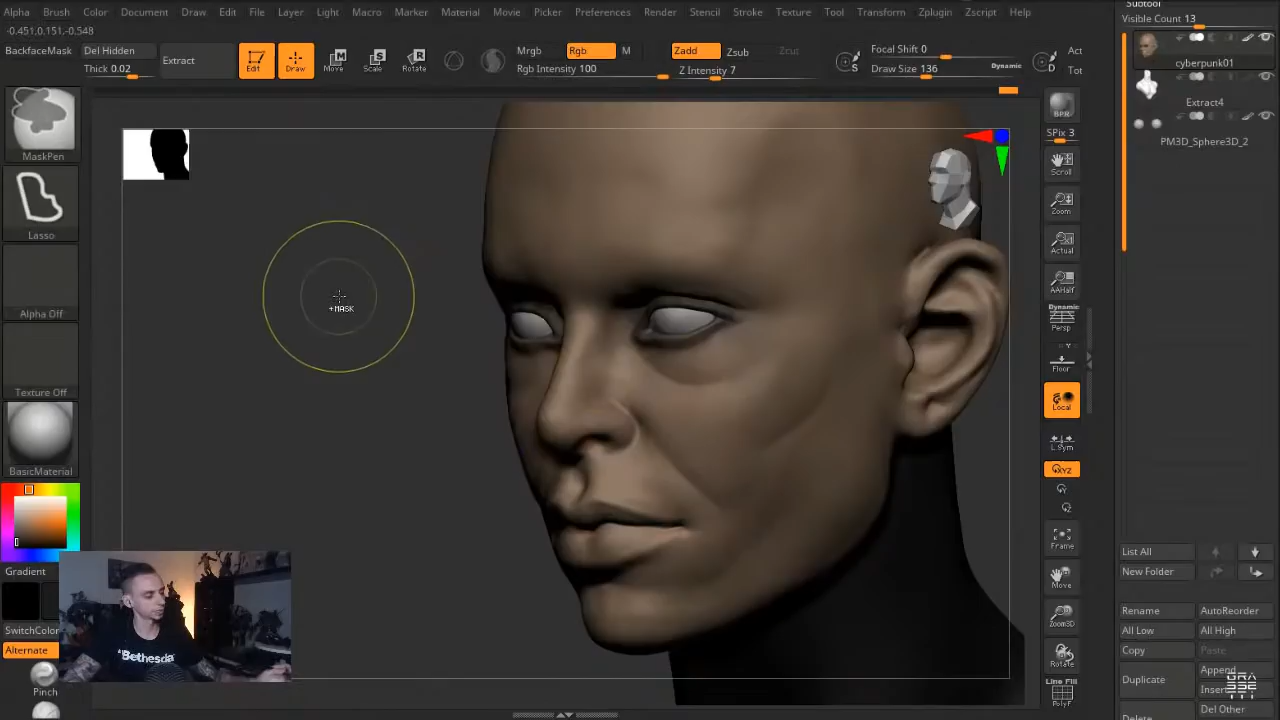 Alpha Brush Color Document Draw Edit File Layer Light Macro Marker Material Movie Picker Preferences Render Stencil Stroke Texture Tool Transform Zplugin Zscript Help
-0.451,0.151,-0.548
BackfaceMask
Del Hidden
Thick 0.02
Extract
Edit
Draw
Move
Scale
Rotate
Mrgb
Rgb
M
Rgb Intensity 100
Zadd
Zsub
Zcut
Z Intensity 7
S
Focal Shift 0
Draw Size 136
Dynamic
D
Act
Tot
MaskPen
Lasso
Alpha Off
Texture Off
BasicMaterial
Gradient
SwitchColor
Alternate
Pinch
+MASK
Bethesda
BPR
SPix 3
Scroll
Zoom
Actual
AAHalf
Dynamic
Persp
Floor
Local
L.Sym
XYZ
Frame
Move
Zoom3D
Rotate
Line Fill
PolyF
Subtool
Visible Count 13
cyberpunk01
Extract4
PM3D_Sphere3D_2
List All
New Folder
Rename
AutoReorder
All Low
All High
Copy
Paste
Duplicate
Append
Insert
Delete
Del Other